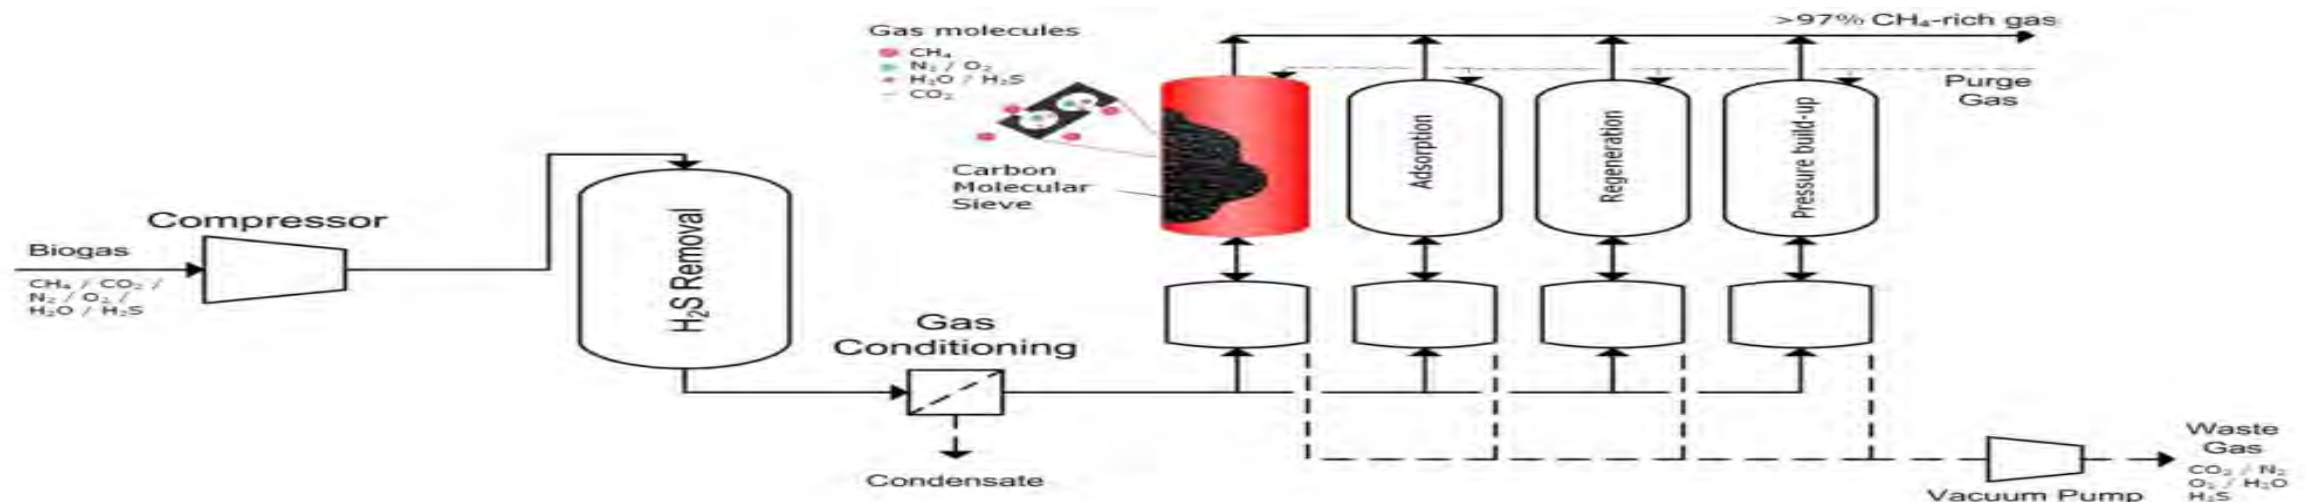 Gas molecules
CH₄
N₂ / O₂
H₂O / H₂S
CO₂
>97% CH₄-rich gas
Purge
Gas
Carbon
Molecular
Sieve
Adsorption
Regeneration
Pressure build-up
Compressor
Biogas
CH₄ / CO₂ /
N₂ / O₂ /
H₂O / H₂S
H₂S Removal
Gas
Conditioning
Condensate
Waste
Gas
CO₂ / N₂
O₂ / H₂O
H₂S
Vacuum Pump